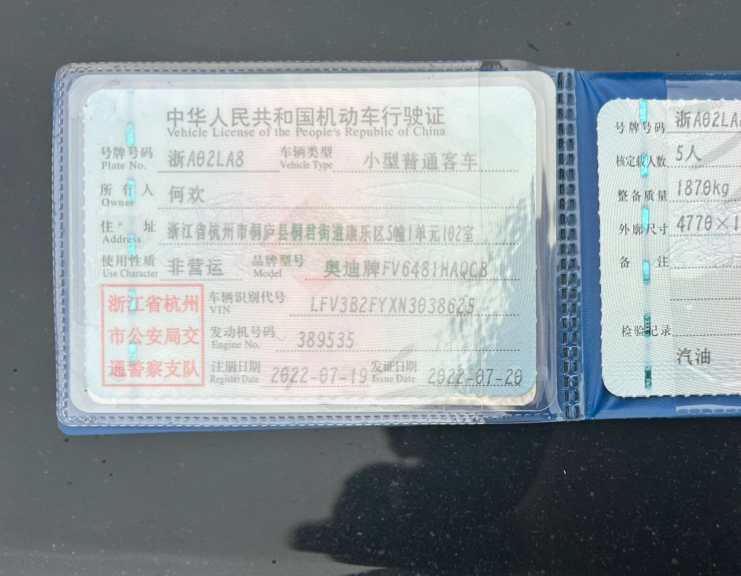 中华人民共和国机动车行驶证
Vehicle License of the People's Republic of China
号牌号码 浙A02LA8 车辆类型 小型普通客车
Plate No. Vehicle Type
所有人 何欢
Owner
住址 浙江省杭州市桐庐县桐君街道康乐区5幢1单元102室
Address
使用性质 非营运 品牌型号 奥迪牌FV6481HAQCB
Use Character Model
浙江省杭州
市公安局交
通警察支队
车辆识别代号 LFV3B2FYXN3038625
VIN
发动机号码 389535
Engine No.
注册日期 2022-07-19 发证日期 2022-07-20
Register Date Issue Date
号牌号码 浙A02LA
核定载人数 5人
整备质量 1870kg
外廓尺寸 4770×1
备注
检验记录
汽油